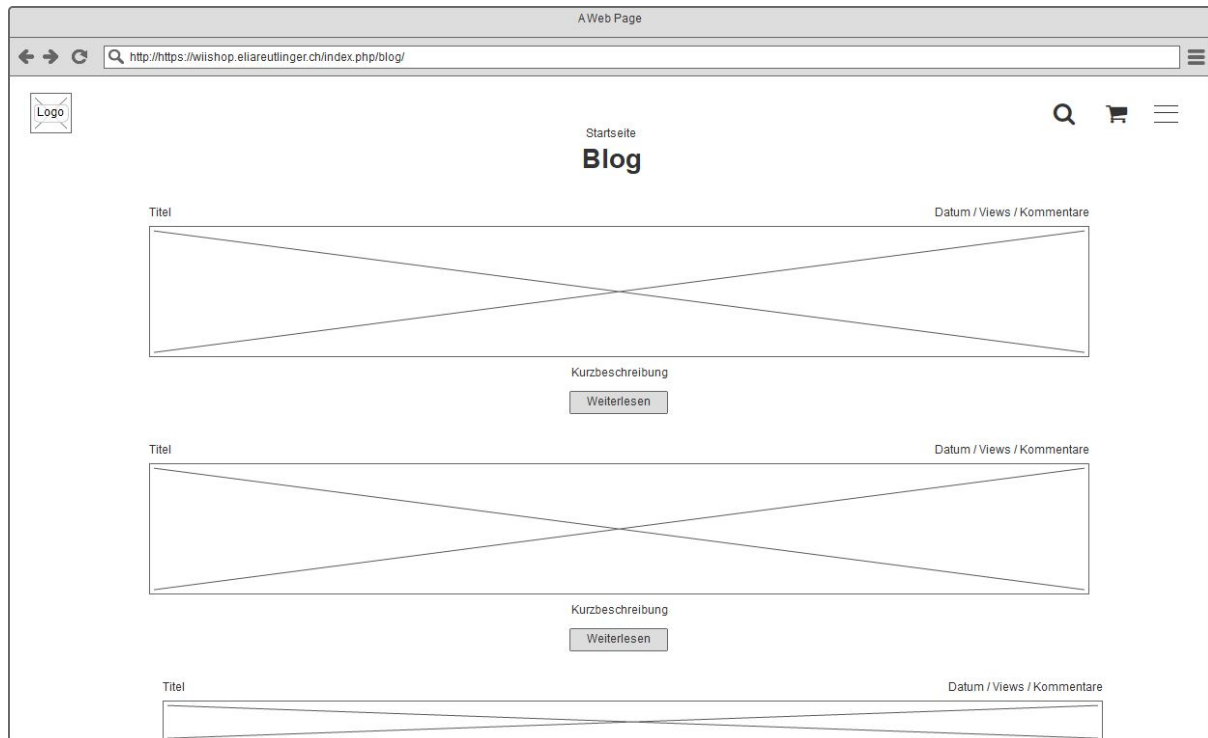 A Web Page
http://https://wiishop.eliareutlinger.ch/index.php/blog/
Logo
Startseite
Blog
Titel Datum / Views / Kommentare
Kurzbeschreibung
Weiterlesen
Titel Datum / Views / Kommentare
Kurzbeschreibung
Weiterlesen
Titel Datum / Views / Kommentare